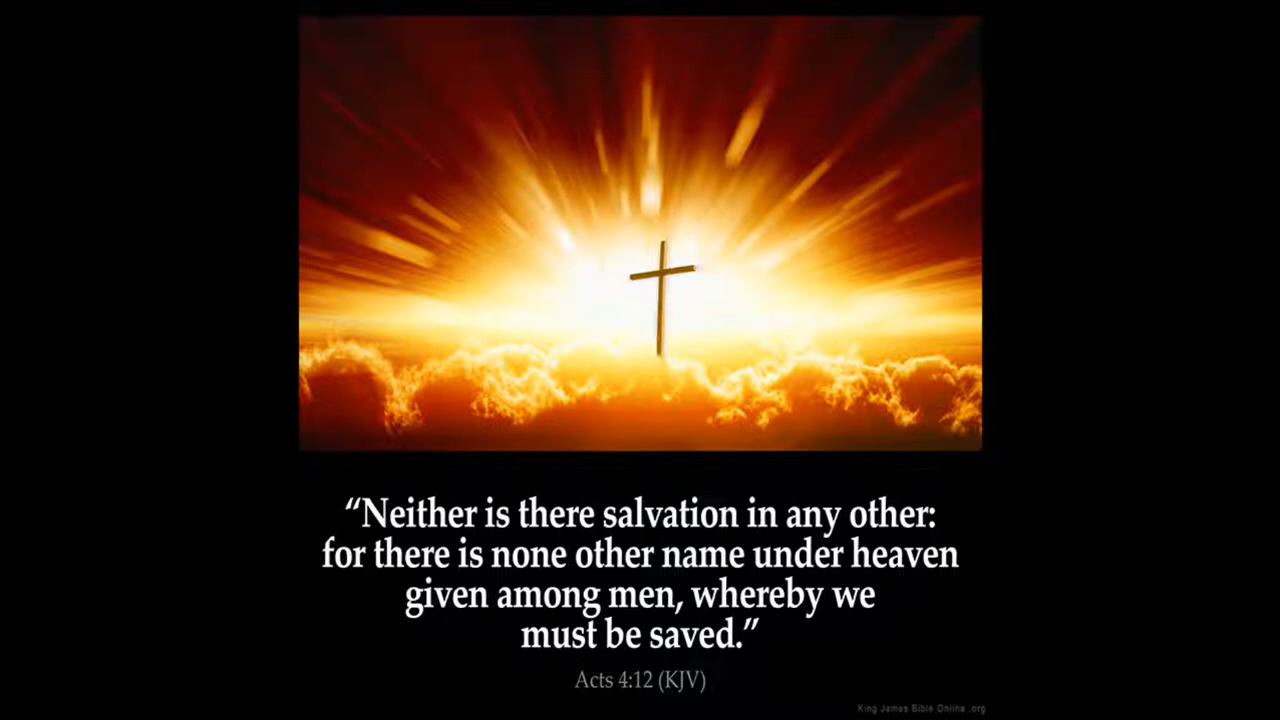 “Neither is there salvation in any other:
for there is none other name under heaven
given among men, whereby we
must be saved.”
Acts 4:12 (KJV)
King James Bible Online .org